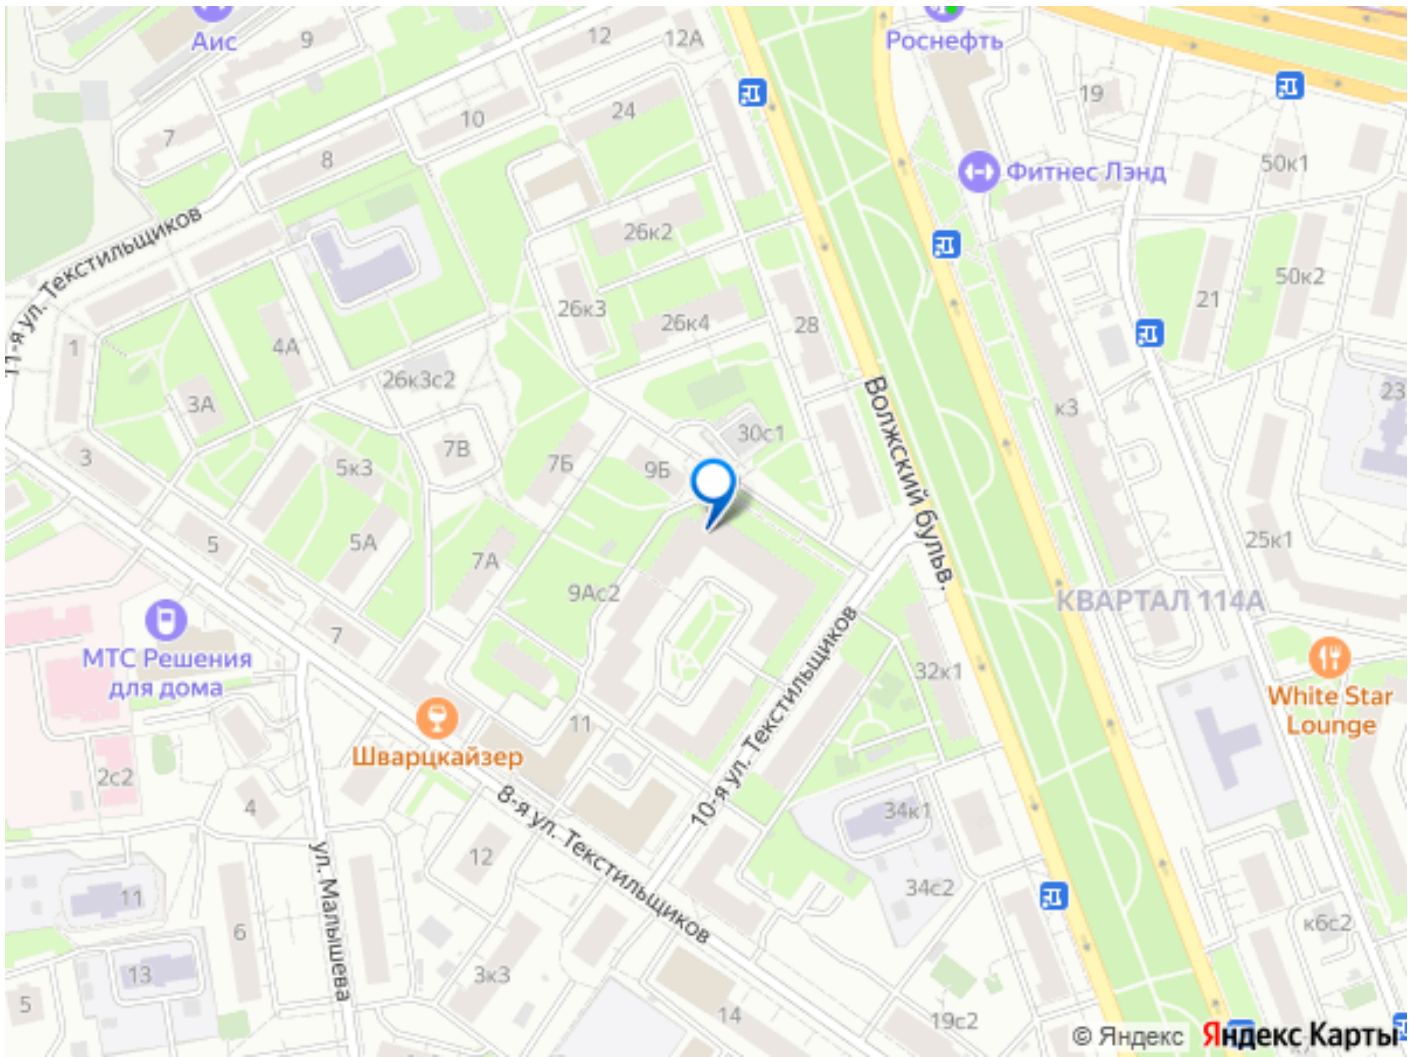 Аис
9
12
12А
Роснефть
24
10
7
8
19
Фитнес Лэнд
50к1
26к2
11-я ул. Текстильщиков
26к3
26к4
28
21
50к2
1
4А
26к3с2
3А
Волжский бульв.
к3
23
30с1
3
5к3
7В
7Б
9Б
5
5А
7А
25к1
9Ас2
КВАРТАЛ 114А
7
МТС Решения
для дома
10-я ул. Текстильщиков
32к1
White Star
Lounge
11
Шварцкайзер
2с2
4
8-я ул. Текстильщиков
34к1
12
ул. Малышева
34с2
11
6
к6с2
13
3к3
5
14
19с2
© Яндекс
Яндекс Карты